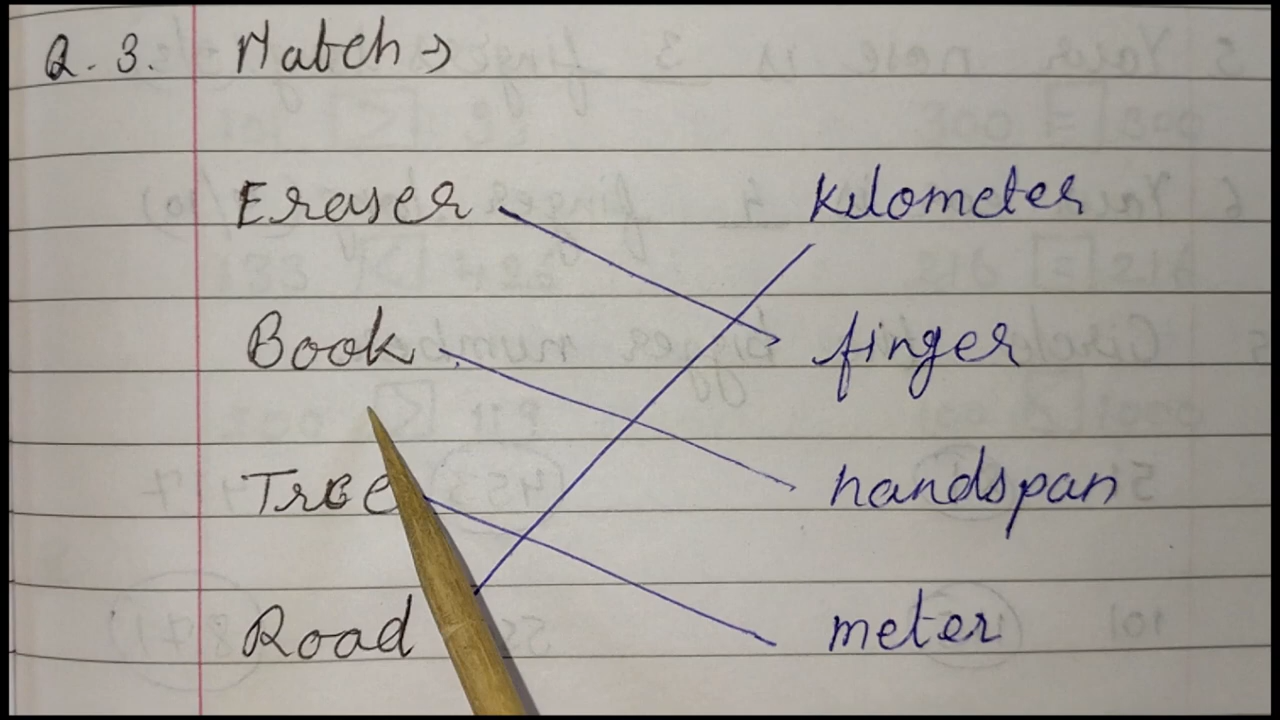 Q. 3. Match →
Eraser kilometer
Book finger
Tree handspan
Road meter